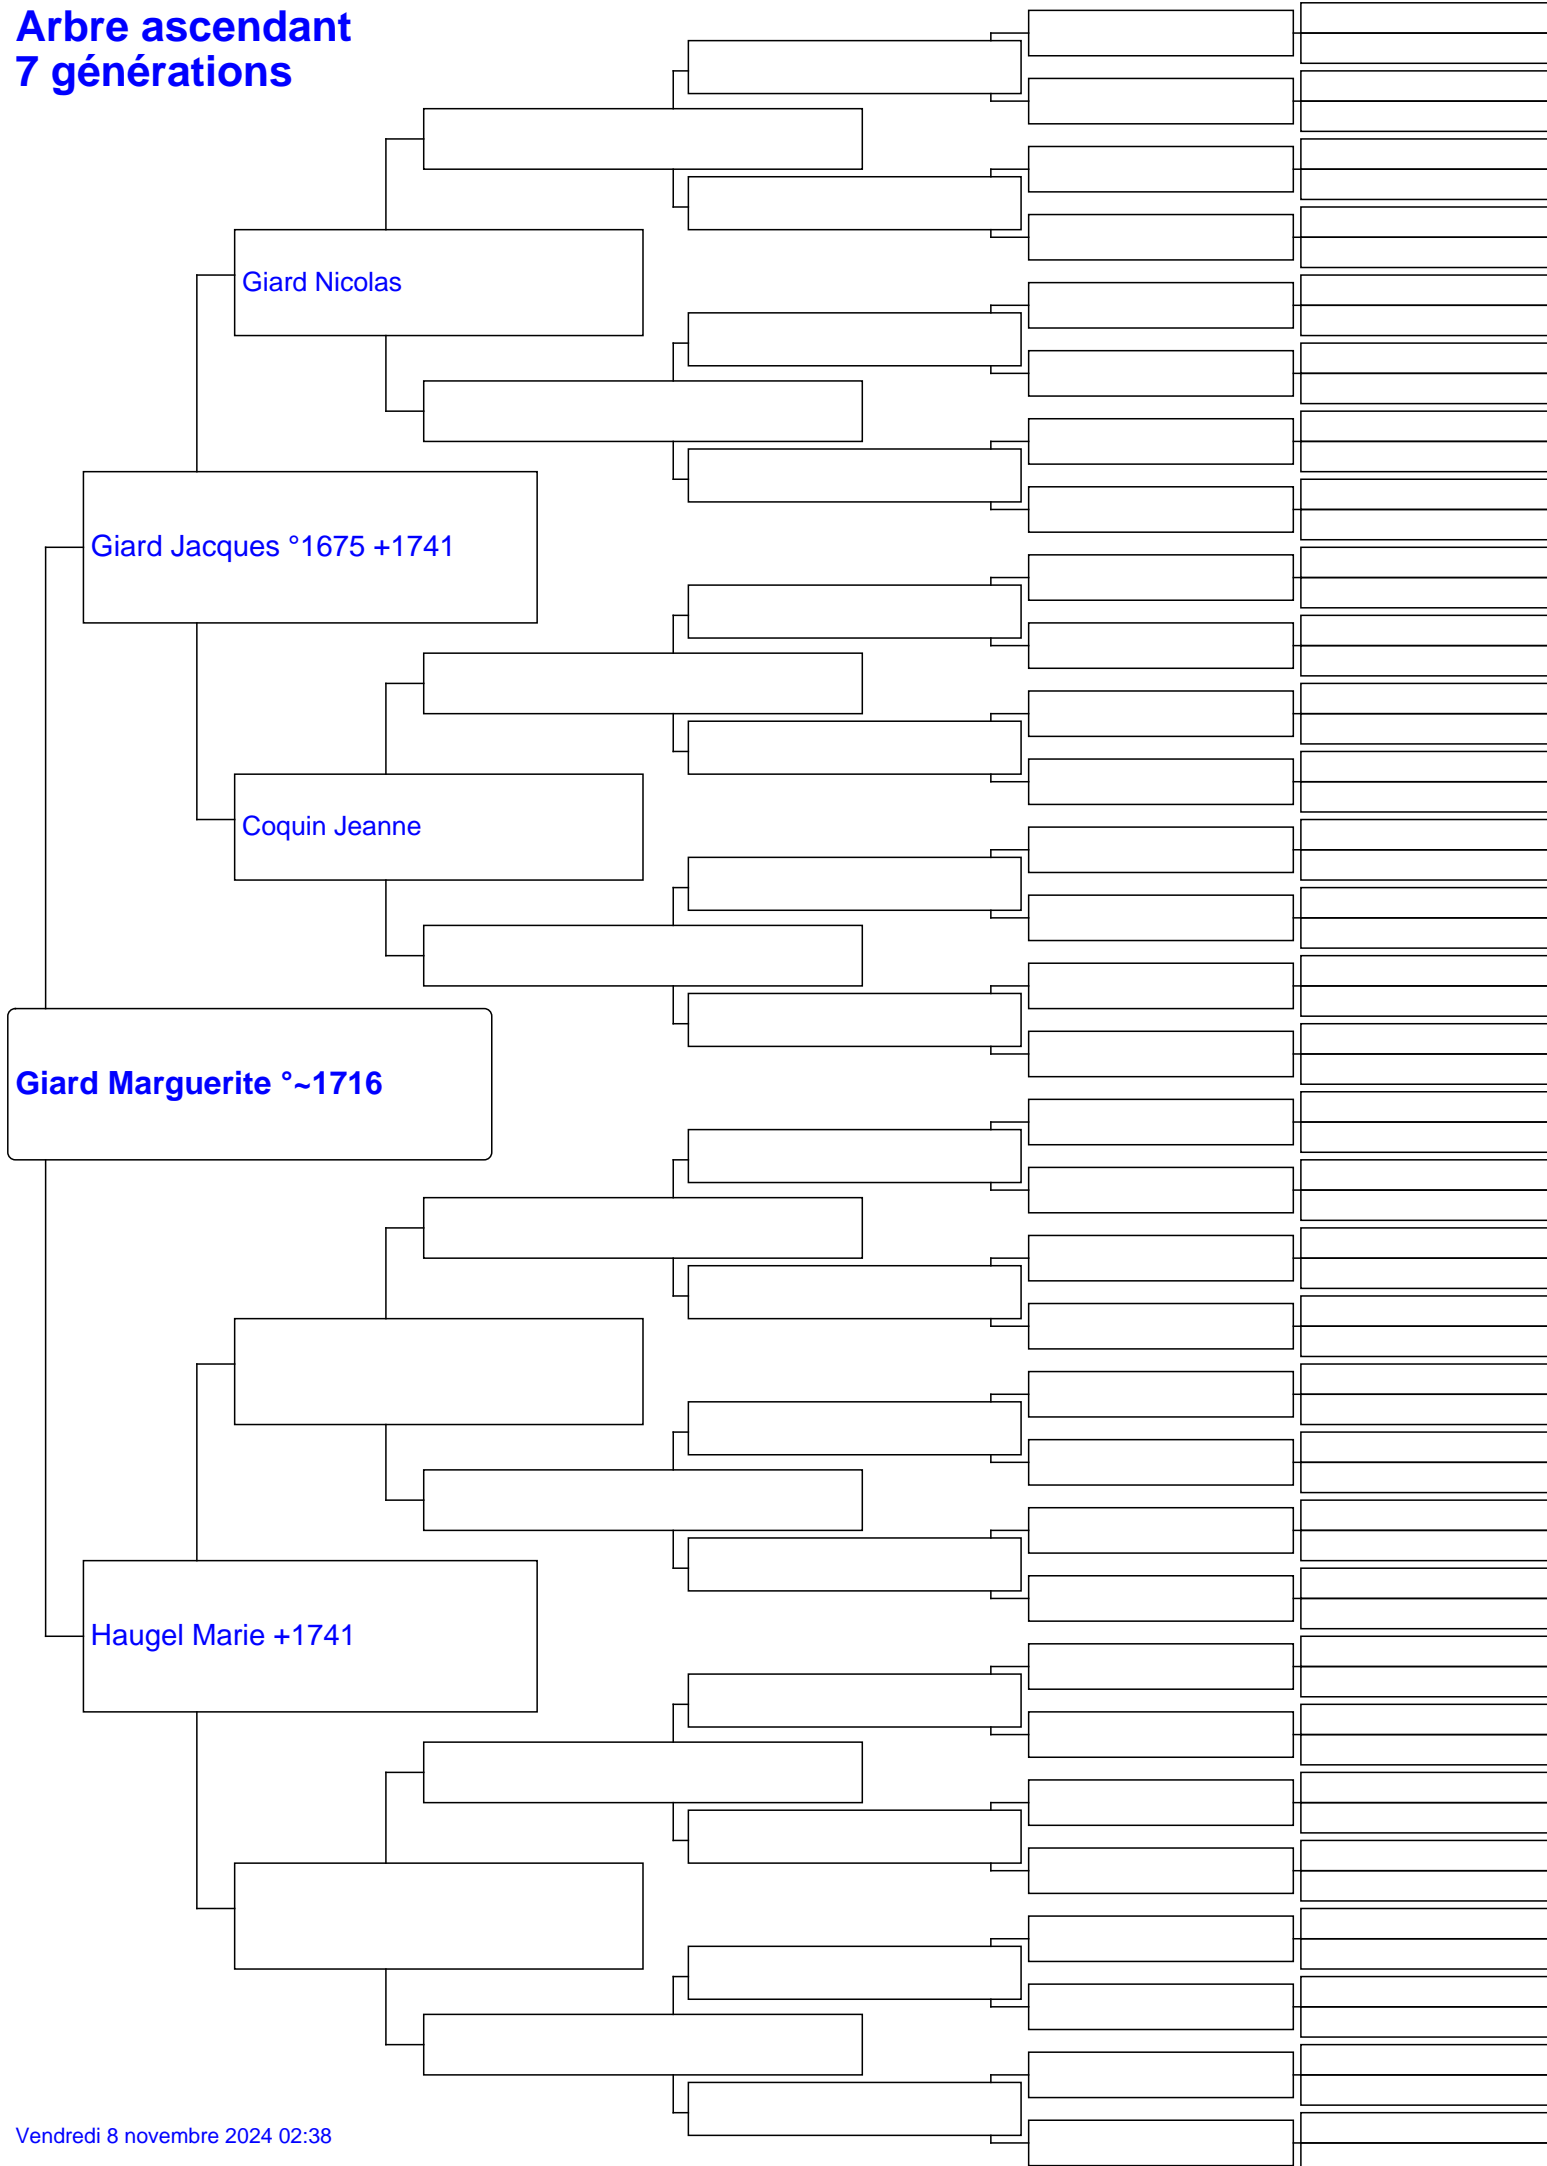 Arbre ascendant
7 générations
Giard Nicolas
Giard Jacques °1675 +1741
Coquin Jeanne
Giard Marguerite °~1716
Haugel Marie +1741
Vendredi 8 novembre 2024 02:38